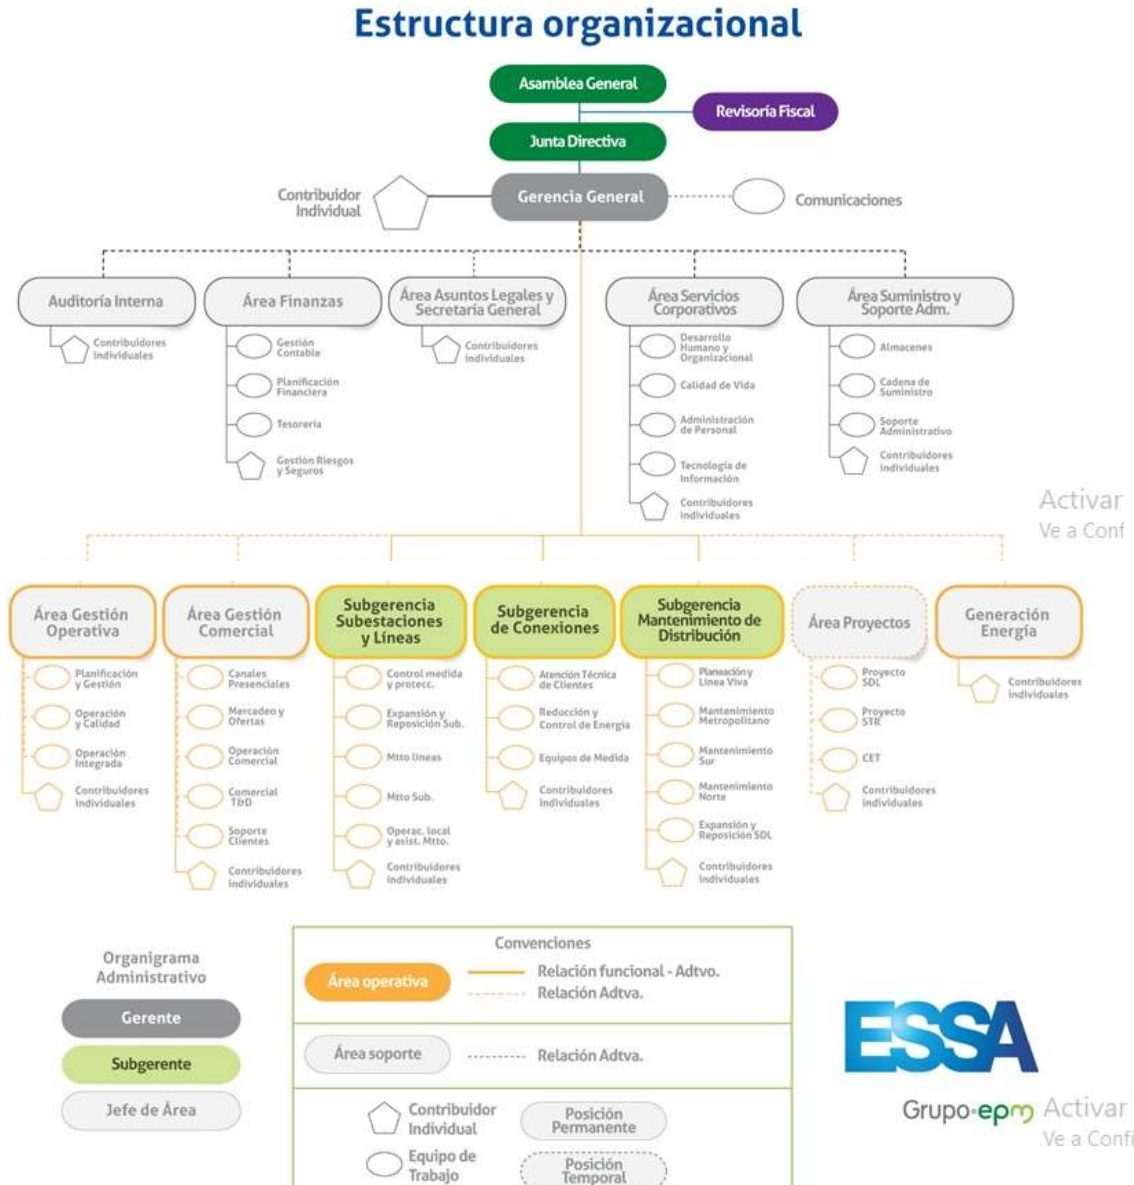 Estructura organizacional
Asamblea General
Revisoría Fiscal
Junta Directiva
Contribuidor
Individual
Gerencia General
Comunicaciones
Auditoría Interna
Contribuidores
individuales
Área Finanzas
Gestión
Contable
Planificación
Financiera
Tesorería
Gestión Riesgos
y Seguros
Área Asuntos Legales y
Secretaría General
Contribuidores
individuales
Área Servicios
Corporativos
Desarrollo
Humano y
Organizacional
Calidad de Vida
Administración
de Personal
Tecnología de
Información
Contribuidores
individuales
Área Suministro y
Soporte Adm.
Almacenes
Cadena de
Suministro
Soporte
Administrativo
Contribuidores
individuales
Activar
Ve a Conf
Área Gestión
Operativa
Planificación
y Gestión
Operación
y Calidad
Operación
Integrada
Contribuidores
individuales
Área Gestión
Comercial
Canales
Presenciales
Mercadeo y
Ofertas
Operación
Comercial
Comercial
T&D
Soporte
Clientes
Contribuidores
individuales
Subgerencia
Subestaciones
y Líneas
Control medida
y protecc.
Expansión y
Reposición Sub.
Mtto líneas
Mtto Sub.
Operac. local
y asist. Mtto.
Contribuidores
individuales
Subgerencia
de Conexiones
Atención Técnica
de Clientes
Reducción y
Control de Energía
Equipos de Medida
Contribuidores
individuales
Subgerencia
Mantenimiento de
Distribución
Planeación y
Línea Viva
Mantenimiento
Metropolitano
Mantenimiento
Sur
Mantenimiento
Norte
Expansión y
Reposición SDL
Contribuidores
individuales
Área Proyectos
Proyecto
SDL
Proyecto
STR
CET
Contribuidores
individuales
Generación
Energía
Contribuidores
individuales
Organigrama
Administrativo
Gerente
Subgerente
Jefe de Área
Convenciones
Área operativa
Relación funcional - Adtvo.
Relación Adtva.
Área soporte
Relación Adtva.
Contribuidor
Individual
Posición
Permanente
Equipo de
Trabajo
Posición
Temporal
ESSA
Grupo·epm
Activar
Ve a Confi